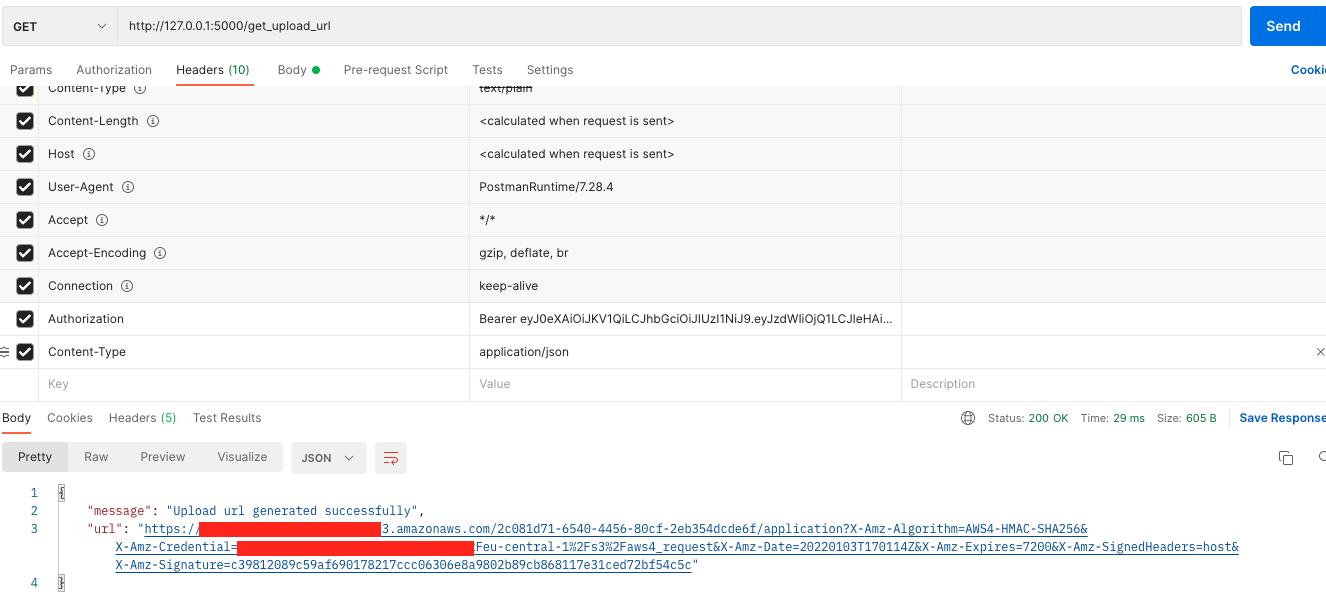 GET http://127.0.0.1:5000/get_upload_url Send
Params Authorization Headers (10) Body Pre-request Script Tests Settings Cookie
Content-Type text/plain
Content-Length <calculated when request is sent>
Host <calculated when request is sent>
User-Agent PostmanRuntime/7.28.4
Accept */*
Accept-Encoding gzip, deflate, br
Connection keep-alive
Authorization Bearer eyJ0eXAiOiJKV1QiLCJhbGciOiJIUzI1NiJ9.eyJzdWIiOjQ1LCJleHAi...
Content-Type application/json
Key Value Description
Body Cookies Headers (5) Test Results Status: 200 OK Time: 29 ms Size: 605 B Save Response
Pretty Raw Preview Visualize JSON
1 {
2 "message": "Upload url generated successfully",
3 "url": "https:// 3.amazonaws.com/2c081d71-6540-4456-80cf-2eb354dcde6f/application?X-Amz-Algorithm=AWS4-HMAC-SHA256&
X-Amz-Credential= Feu-central-1%2Fs3%2Faws4_request&X-Amz-Date=20220103T170114Z&X-Amz-Expires=7200&X-Amz-SignedHeaders=host&
X-Amz-Signature=c39812089c59af690178217ccc06306e8a9802b89cb868117e31ced72bf54c5c"
4 }